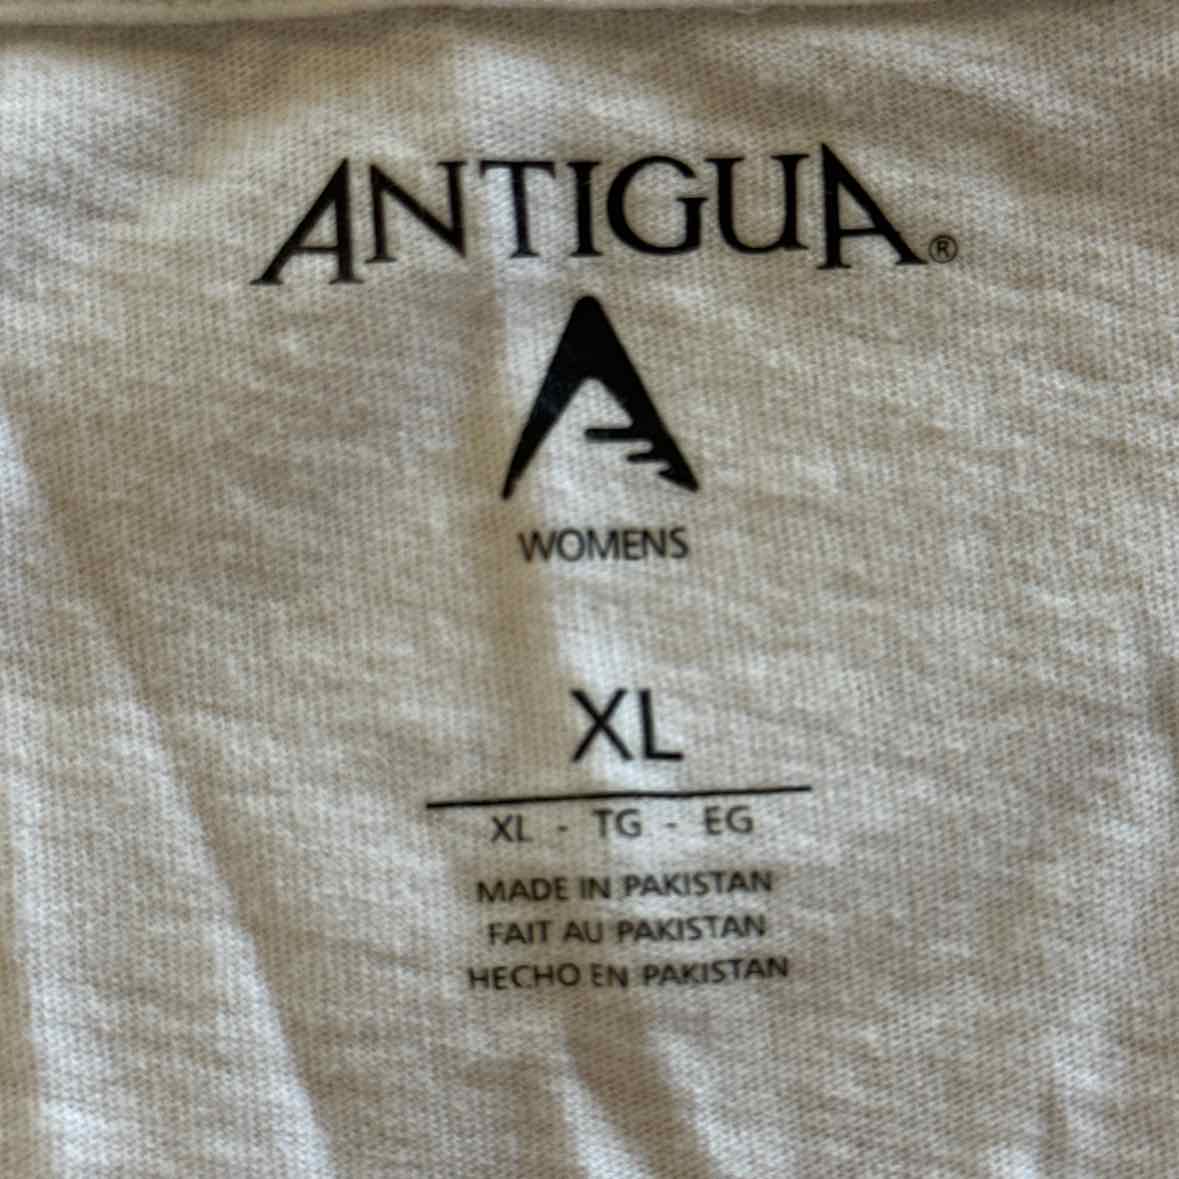 ANTIGUA®
WOMENS
XL
XL - TG - EG
MADE IN PAKISTAN
FAIT AU PAKISTAN
HECHO EN PAKISTAN